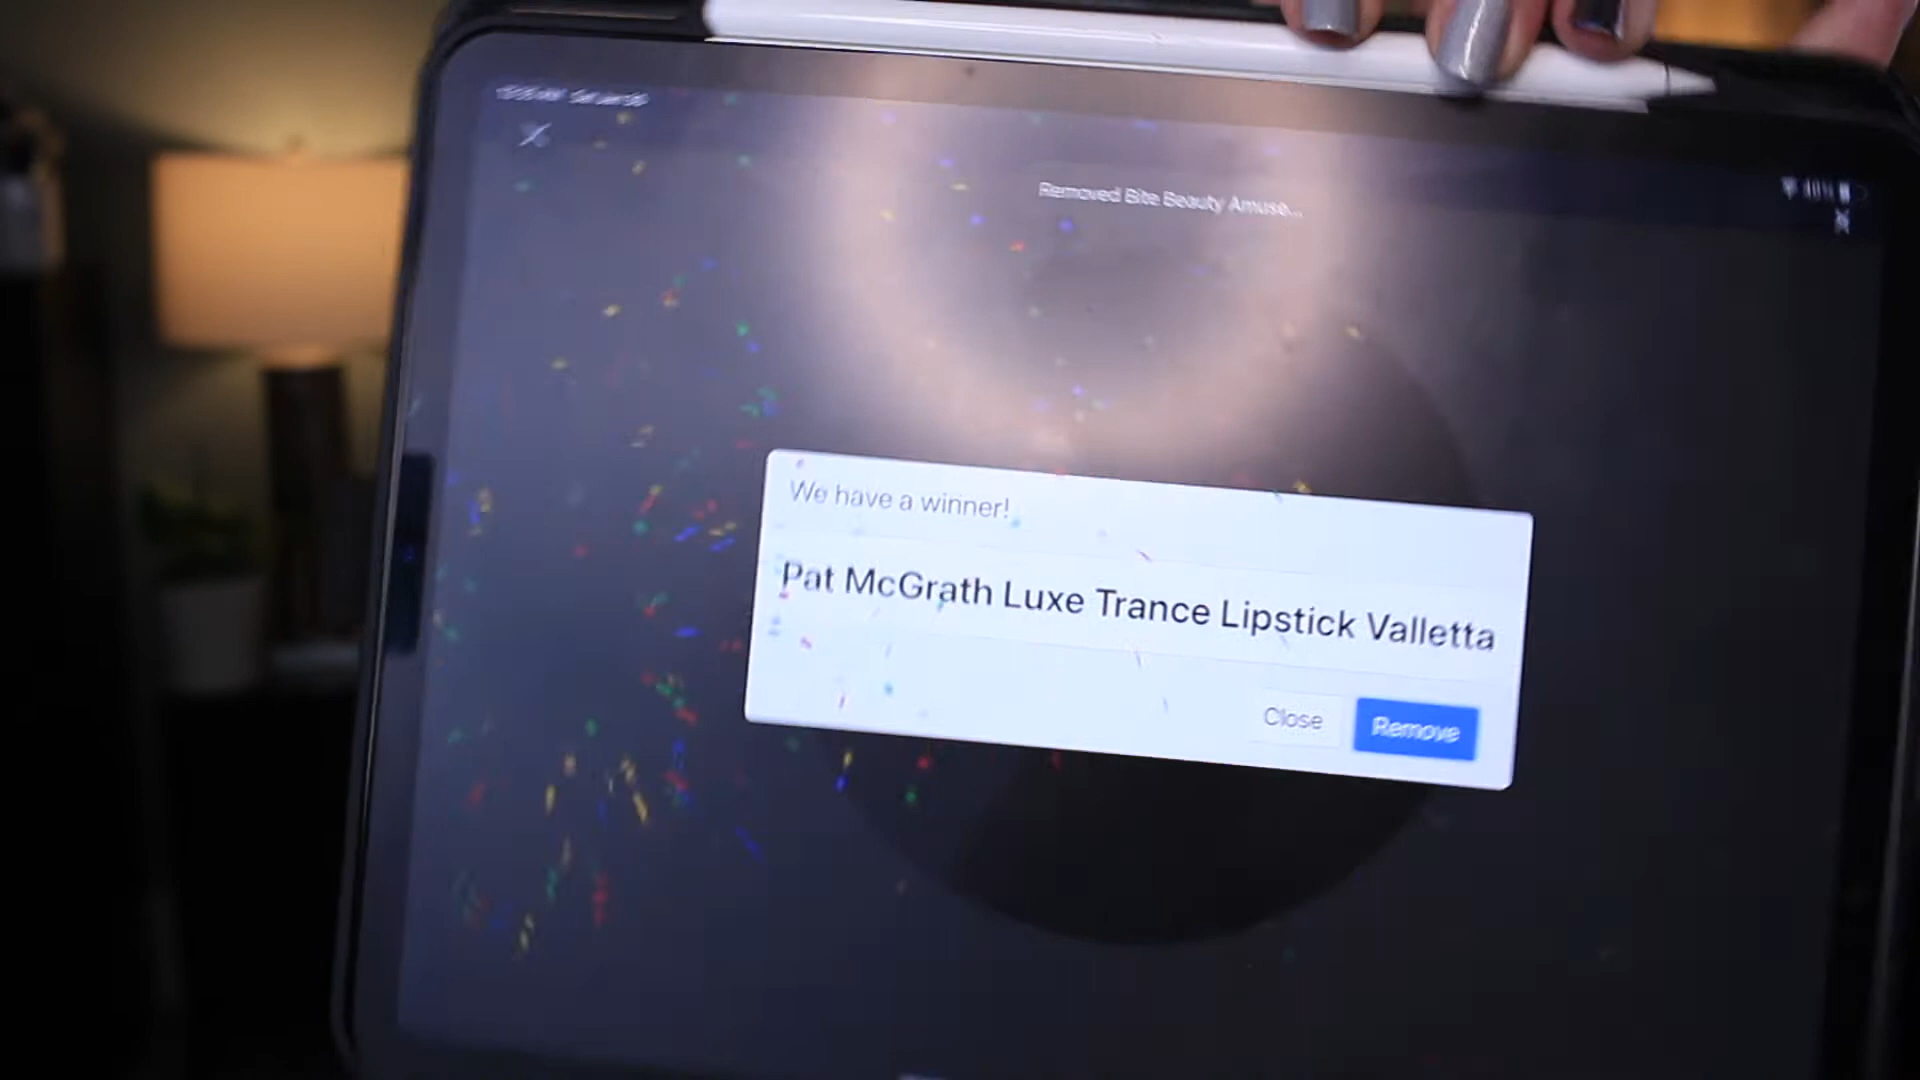 Removed Bite Beauty Amuse...
We have a winner!
Pat McGrath Luxe Trance Lipstick Valletta
Close
Remove